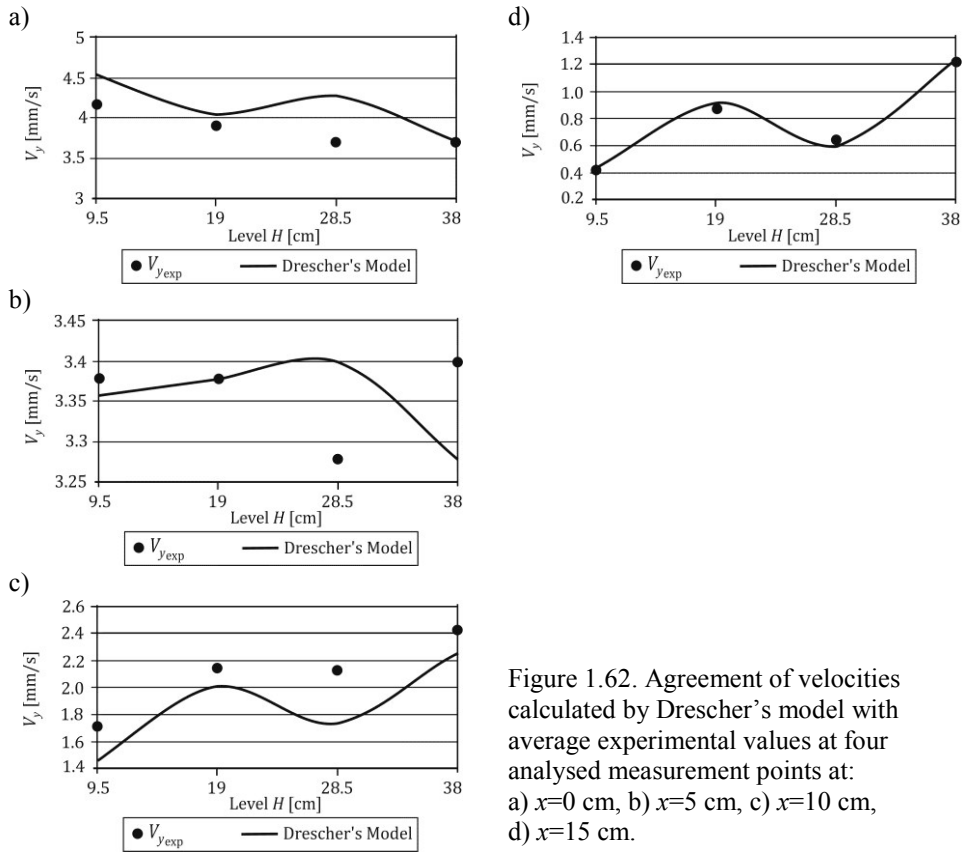 a)
V_y [mm/s]
5
4.5
4
3.5
3
9.5 19 28.5 38
Level H [cm]
● V_yexp — Drescher's Model
b)
V_y [mm/s]
3.45
3.4
3.35
3.3
3.25
9.5 19 28.5 38
Level H [cm]
● V_yexp — Drescher's Model
c)
V_y [mm/s]
2.6
2.4
2.2
2.0
1.8
1.6
1.4
9.5 19 28.5 38
Level H [cm]
● V_yexp — Drescher's Model
d)
V_y [mm/s]
1.4
1.2
1.0
0.8
0.6
0.4
0.2
9.5 19 28.5 38
Level H [cm]
● V_yexp — Drescher's Model
Figure 1.62. Agreement of velocities
calculated by Drescher’s model with
average experimental values at four
analysed measurement points at:
a) x=0 cm, b) x=5 cm, c) x=10 cm,
d) x=15 cm.